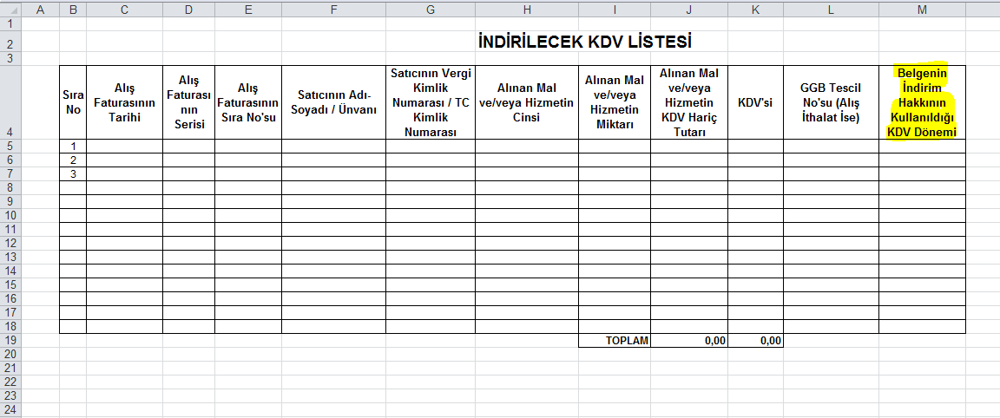 A B C D E F G H I J K L M
1
2 İNDİRİLECEK KDV LİSTESİ
3
4
Sıra
No
Alış
Faturasının
Tarihi
Alış
Faturası
nın
Serisi
Alış
Faturasının
Sıra No'su
Satıcının Adı-
Soyadı / Ünvanı
Satıcının Vergi
Kimlik
Numarası / TC
Kimlik
Numarası
Alınan Mal
ve/veya Hizmetin
Cinsi
Alınan Mal
ve/veya
Hizmetin
Miktarı
Alınan Mal
ve/veya
Hizmetin
KDV Hariç
Tutarı
KDV'si
GGB Tescil
No'su (Alış
İthalat İse)
Belgenin
İndirim
Hakkının
Kullanıldığı
KDV Dönemi
5 1
6 2
7 3
8
9
10
11
12
13
14
15
16
17
18
19 TOPLAM 0,00 0,00
20
21
22
23
24